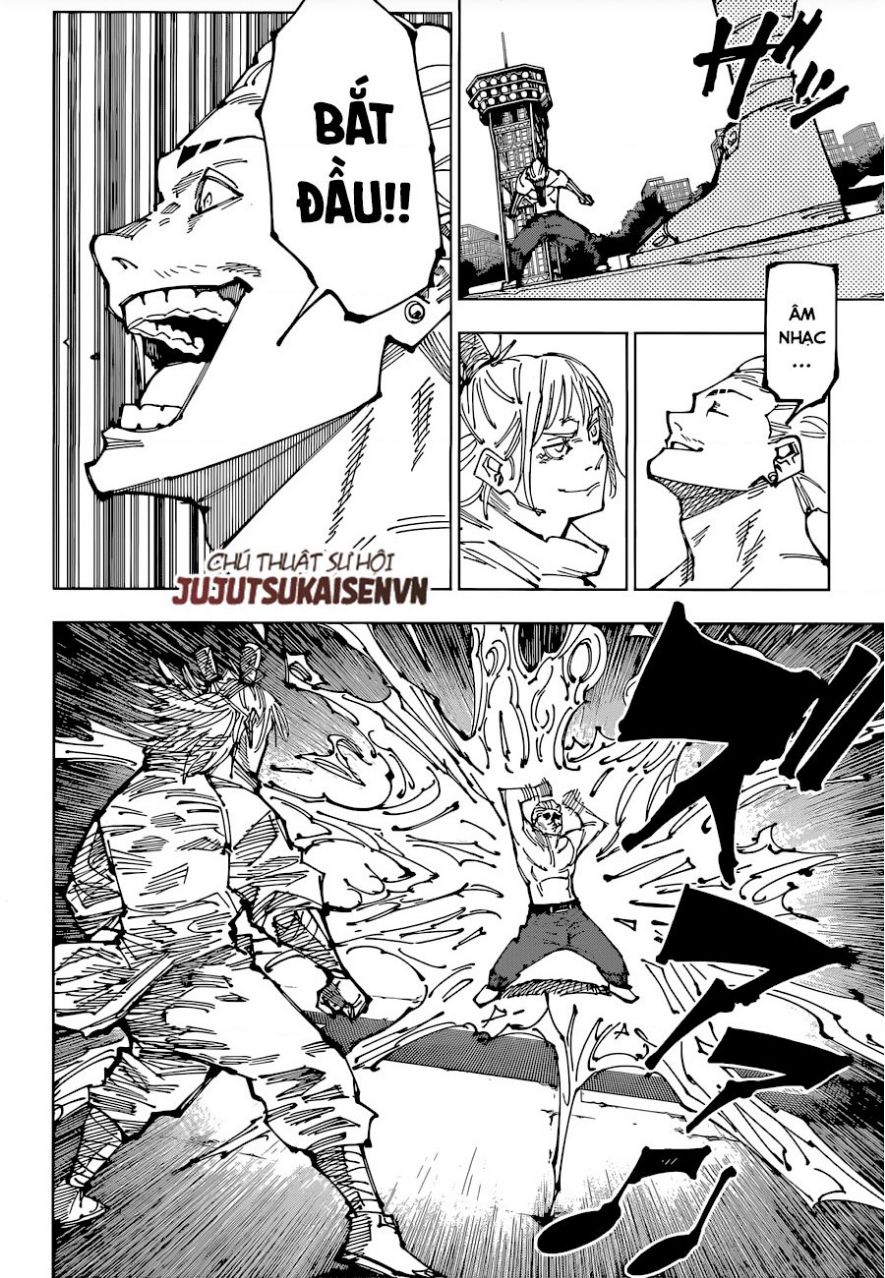 ÂM
NHẠC
...
BẮT
ĐẦU!!
CHÚ THUẬT SƯ HỘI
JUJUTSUKAISENVN